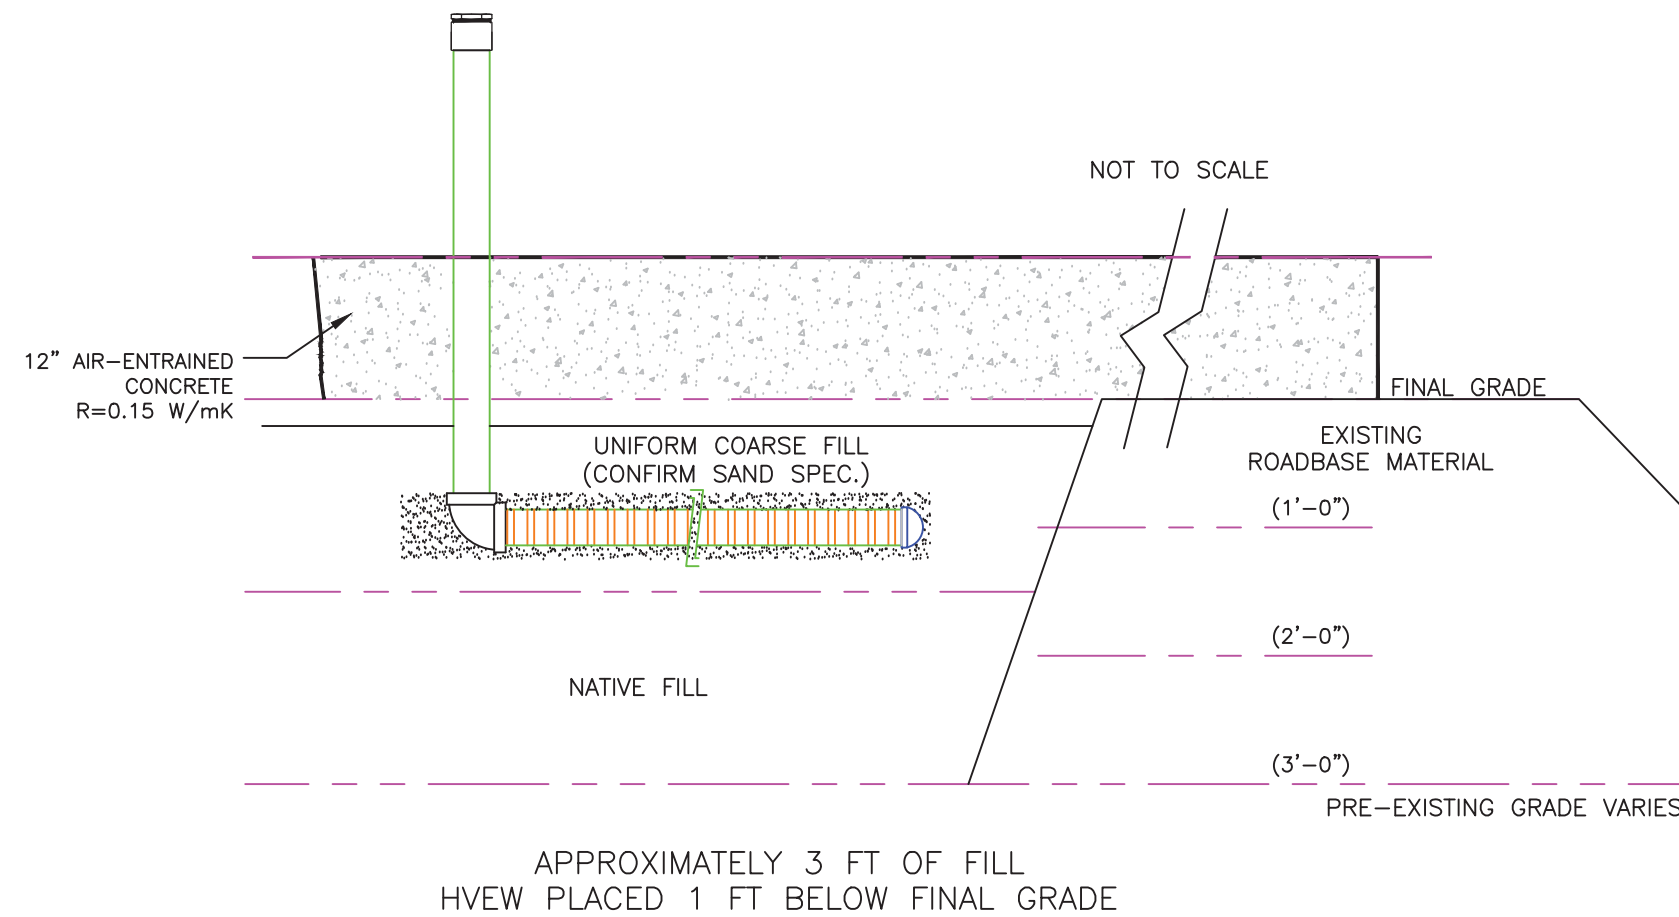 NOT TO SCALE
12” AIR-ENTRAINED
CONCRETE
R=0.15 W/mK
FINAL GRADE
UNIFORM COARSE FILL
(CONFIRM SAND SPEC.)
EXISTING
ROADBASE MATERIAL
(1’-0”)
(2’-0”)
NATIVE FILL
(3’-0”)
PRE-EXISTING GRADE VARIES
APPROXIMATELY 3 FT OF FILL
HVEW PLACED 1 FT BELOW FINAL GRADE